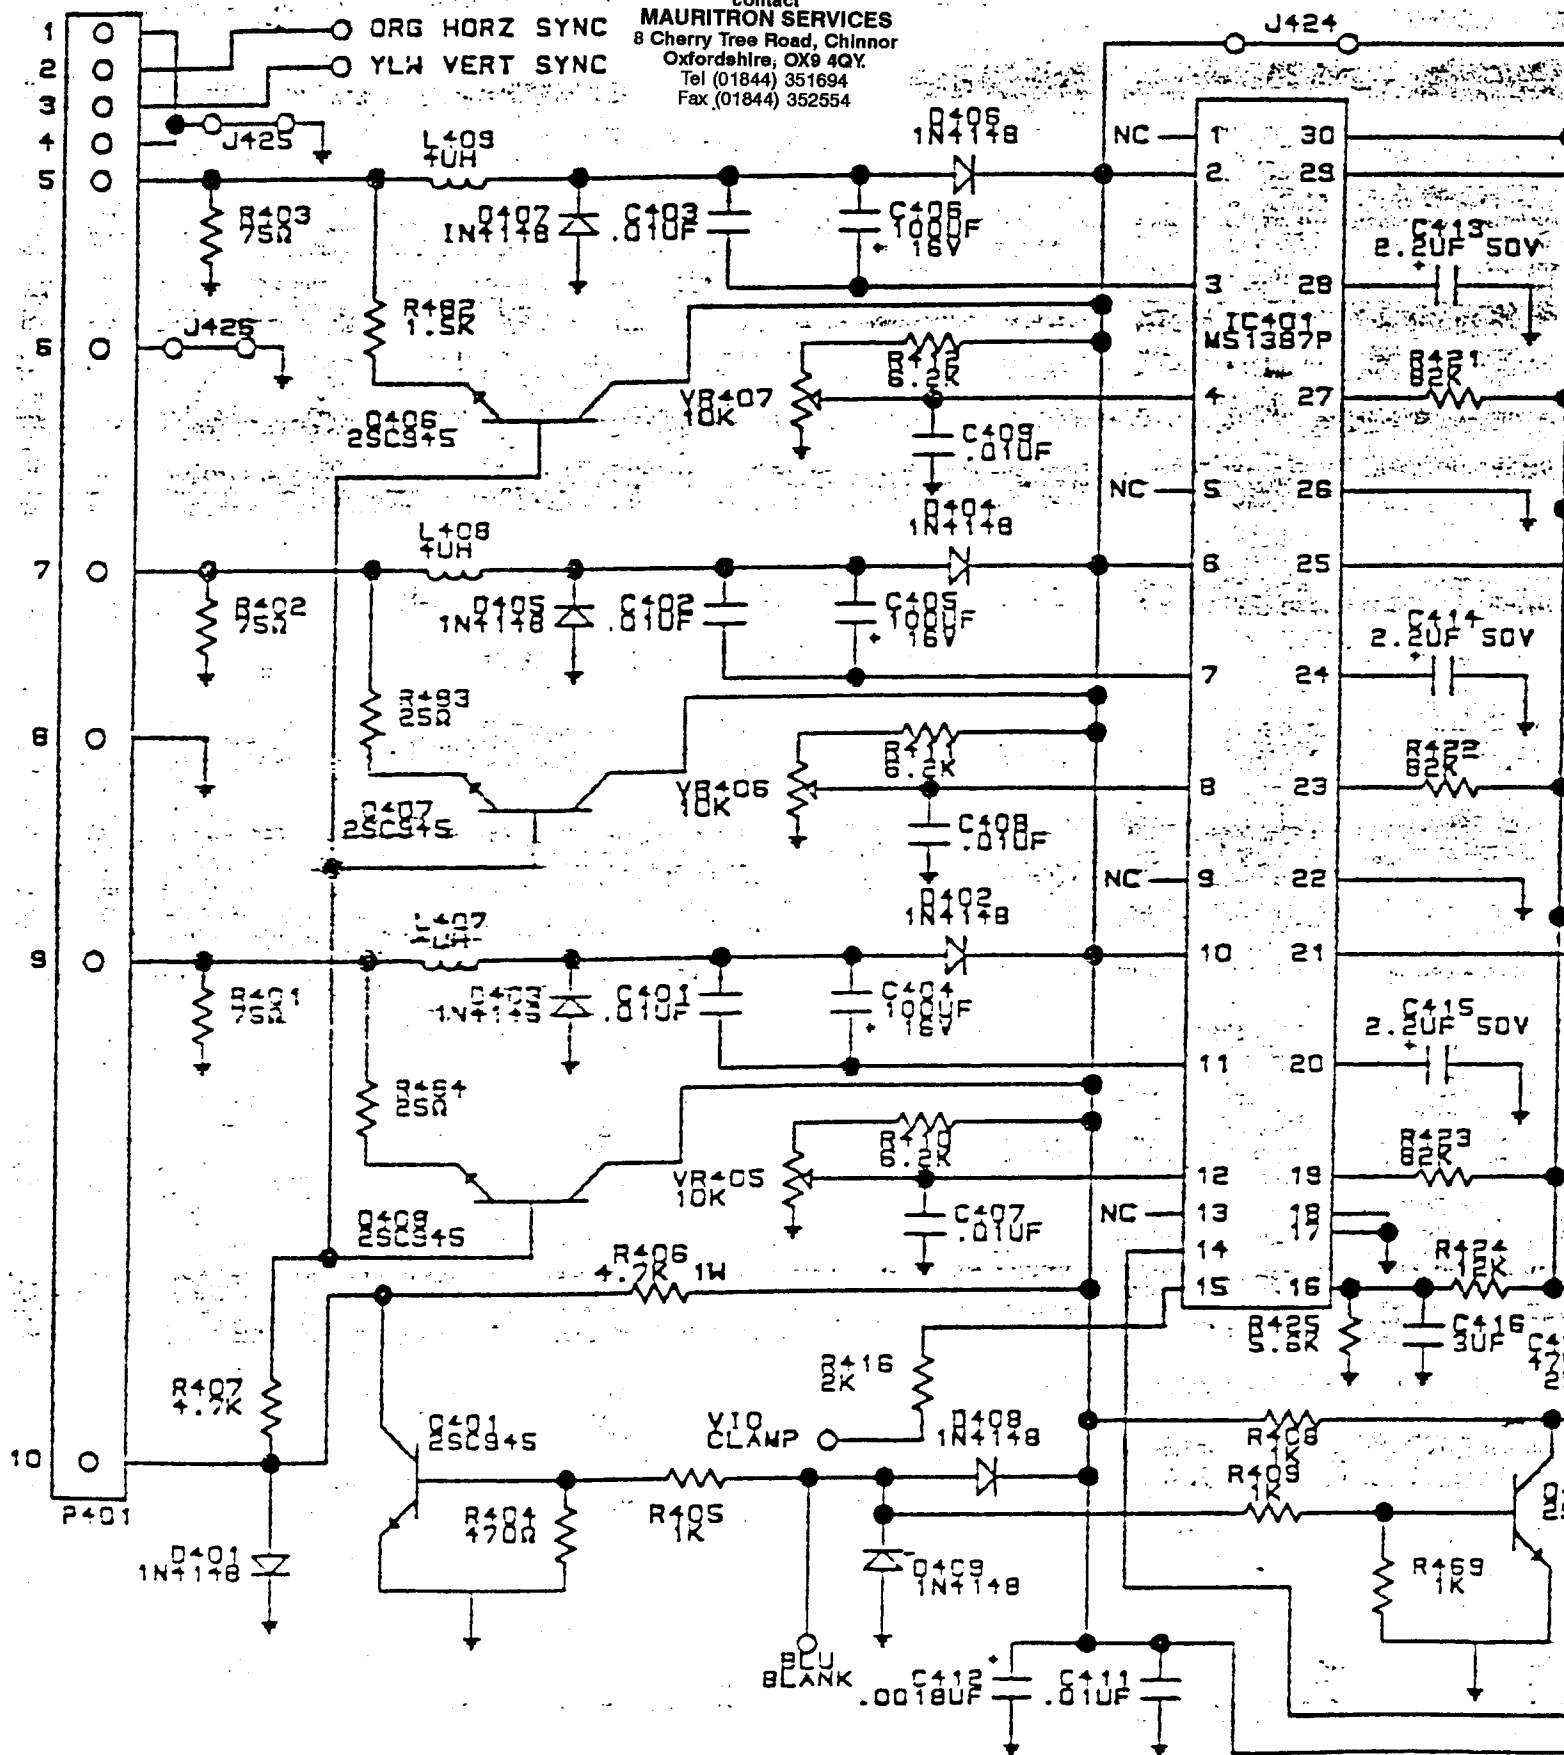 contact
MAURITRON SERVICES
8 Cherry Tree Road, Chinnor
Oxfordshire, OX9 4QY.
Tel (01844) 351694
Fax (01844) 352554
1
2
3
4
5
6
7
8
9
10
P401
ORG HORZ SYNC
YLW VERT SYNC
J425
J424
L409
4UH
D406
1N4148
R403
75Ω
D407
1N4148
C403
.01UF
C406
100UF
16V
R482
1.5K
J426
Q406
2SC945
VR407
10K
R412
6.2K
C409
.01UF
L408
4UH
D404
1N4148
R402
75Ω
D405
1N4148
C402
.01UF
C405
100UF
16V
R483
25Ω
Q407
2SC945
VR406
10K
R411
6.2K
C408
.01UF
L407
D402
1N4148
R401
75Ω
1N4148
C401
.01UF
C404
100UF
16V
R484
25Ω
2SC945
VR405
10K
R410
6.2K
C407
.01UF
R406
4.7K 1W
R407
4.7K
Q401
2SC945
VIO
CLAMP
R416
2K
D408
1N4148
R404
470Ω
R405
1K
D401
1N4148
D409
1N4148
BLU
BLANK
C412
.0018UF
C411
.01UF
NC 1 30
2 29
3 28
IC401
M51387P
4 27
NC 5 26
6 25
7 24
8 23
NC 9 22
10 21
11 20
12 19
NC 13 18
17
14
15 16
C413
2.2UF 50V
R421
82K
C414
2.2UF 50V
R422
82K
C415
2.2UF 50V
R423
82K
R424
12K
R425
5.6K
C416
3UF
R408
1K
R409
1K
R469
1K